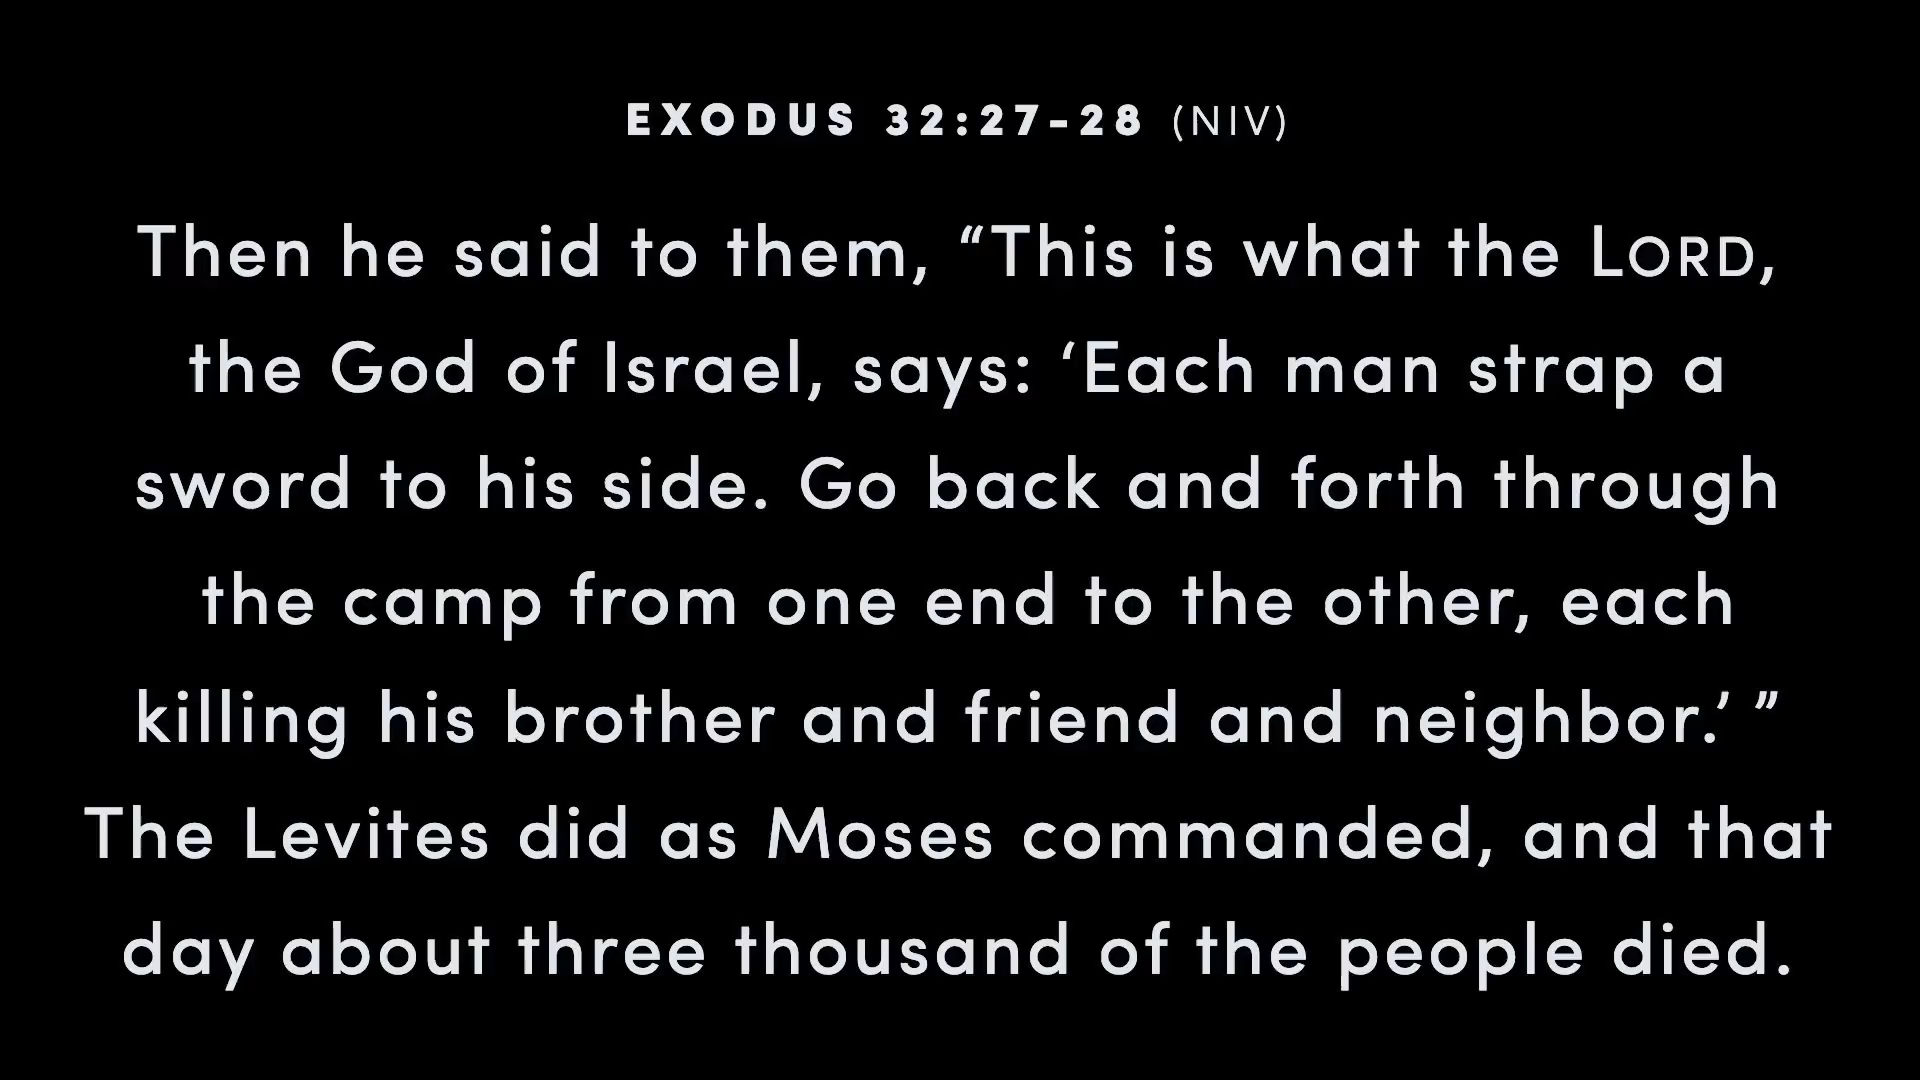 EXODUS 32:27-28 (NIV)
Then he said to them, “This is what the LORD,
the God of Israel, says: ‘Each man strap a
sword to his side. Go back and forth through
the camp from one end to the other, each
killing his brother and friend and neighbor.’ ”
The Levites did as Moses commanded, and that
day about three thousand of the people died.